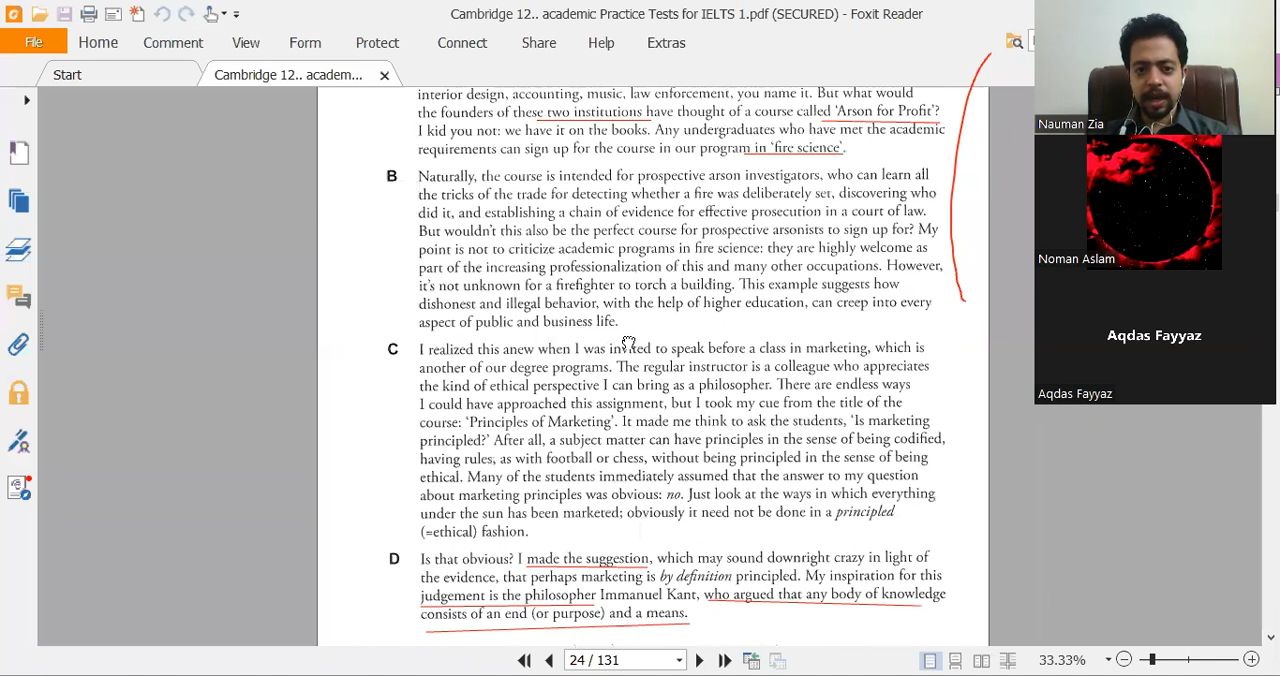 Cambridge 12.. academic Practice Tests for IELTS 1.pdf (SECURED) - Foxit Reader
File Home Comment View Form Protect Connect Share Help Extras
Start Cambridge 12.. academ...
interior design, accounting, music, law enforcement, you name it. But what would
the founders of these two institutions have thought of a course called ‘Arson for Profit’?
I kid you not: we have it on the books. Any undergraduates who have met the academic
requirements can sign up for the course in our program in ‘fire science’.
B Naturally, the course is intended for prospective arson investigators, who can learn all
the tricks of the trade for detecting whether a fire was deliberately set, discovering who
did it, and establishing a chain of evidence for effective prosecution in a court of law.
But wouldn’t this also be the perfect course for prospective arsonists to sign up for? My
point is not to criticize academic programs in fire science: they are highly welcome as
part of the increasing professionalization of this and many other occupations. However,
it’s not unknown for a firefighter to torch a building. This example suggests how
dishonest and illegal behavior, with the help of higher education, can creep into every
aspect of public and business life.
C I realized this anew when I was invited to speak before a class in marketing, which is
another of our degree programs. The regular instructor is a colleague who appreciates
the kind of ethical perspective I can bring as a philosopher. There are endless ways
I could have approached this assignment, but I took my cue from the title of the
course: ‘Principles of Marketing’. It made me think to ask the students, ‘Is marketing
principled?’ After all, a subject matter can have principles in the sense of being codified,
having rules, as with football or chess, without being principled in the sense of being
ethical. Many of the students immediately assumed that the answer to my question
about marketing principles was obvious: no. Just look at the ways in which everything
under the sun has been marketed; obviously it need not be done in a principled
(=ethical) fashion.
D Is that obvious? I made the suggestion, which may sound downright crazy in light of
the evidence, that perhaps marketing is by definition principled. My inspiration for this
judgement is the philosopher Immanuel Kant, who argued that any body of knowledge
consists of an end (or purpose) and a means.
24 / 131
33.33%
Nauman Zia
Noman Aslam
Aqdas Fayyaz
Aqdas Fayyaz